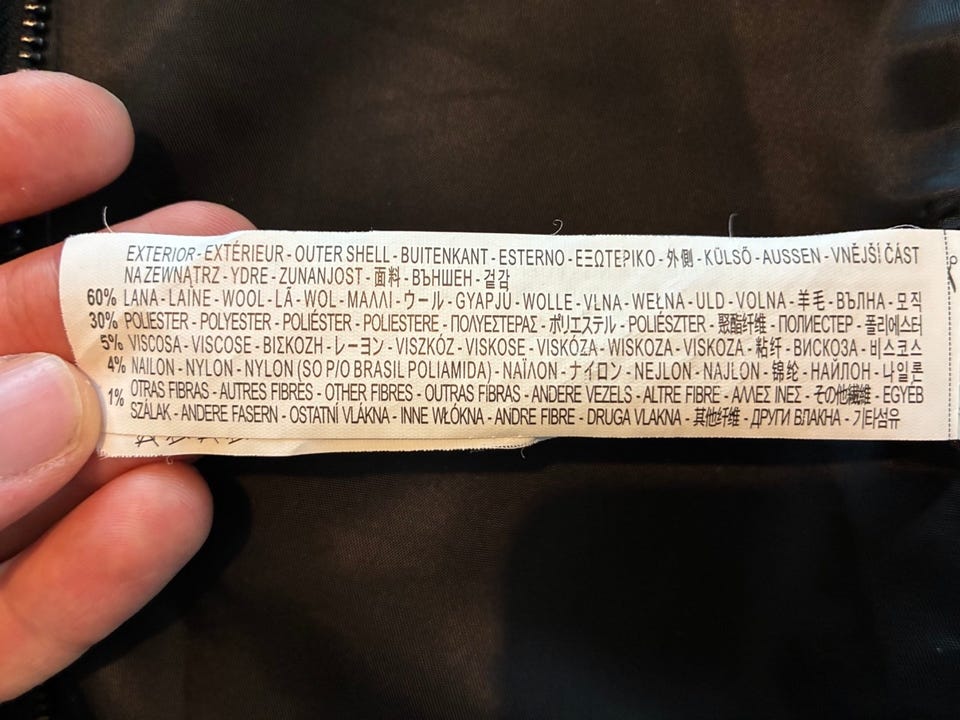 EXTERIOR - EXTÉRIEUR - OUTER SHELL - BUITENKANT - ESTERNO - ΕΞΩΤΕΡΙΚΟ - 外側 - KÜLSŐ - AUSSEN - VNĚJŠÍ ČÁST
NA ZEWNĄTRZ - YDRE - ZUNANJOST - 面料 - ВЪНШЕН - 겉감
60% LANA - LAINE - WOOL - LÃ - WOL - ΜΑΛΛΙ - ウール - GYAPJÚ - WOLLE - VLNA - WEŁNA - ULD - VOLNA - 羊毛 - ВЪЛНА - 모직
30% POLIESTER - POLYESTER - POLIÉSTER - POLIESTERE - ΠΟΛΥΕΣΤΕΡΑΣ - ポリエステル - POLIÉSZTER - 聚酯纤维 - ПОЛИЕСТЕР - 폴리에스터
5% VISCOSA - VISCOSE - ΒΙΣΚΟΖΗ - レーヨン - VISZKÓZ - VISKOSE - VISKÓZA - WISKOZA - VISKOZA - 粘纤 - ВИСКОЗА - 비스코스
4% NAILON - NYLON - NYLON (SO P/O BRASIL POLIAMIDA) - ΝΑΪΛΟΝ - ナイロン - NEJLON - NAJLON - 锦纶 - НАЙЛОН - 나일론
1% OTRAS FIBRAS - AUTRES FIBRES - OTHER FIBRES - OUTRAS FIBRAS - ANDERE VEZELS - ALTRE FIBRE - ΑΛΛΕΣ ΙΝΕΣ - その他繊維 - EGYÉB
SZÁLAK - ANDERE FASERN - OSTATNÍ VLÁKNA - INNE WŁÓKNA - ANDRE FIBRE - DRUGA VLAKNA - 其他纤维 - ДРУГИ ВЛАКНА - 기타섬유